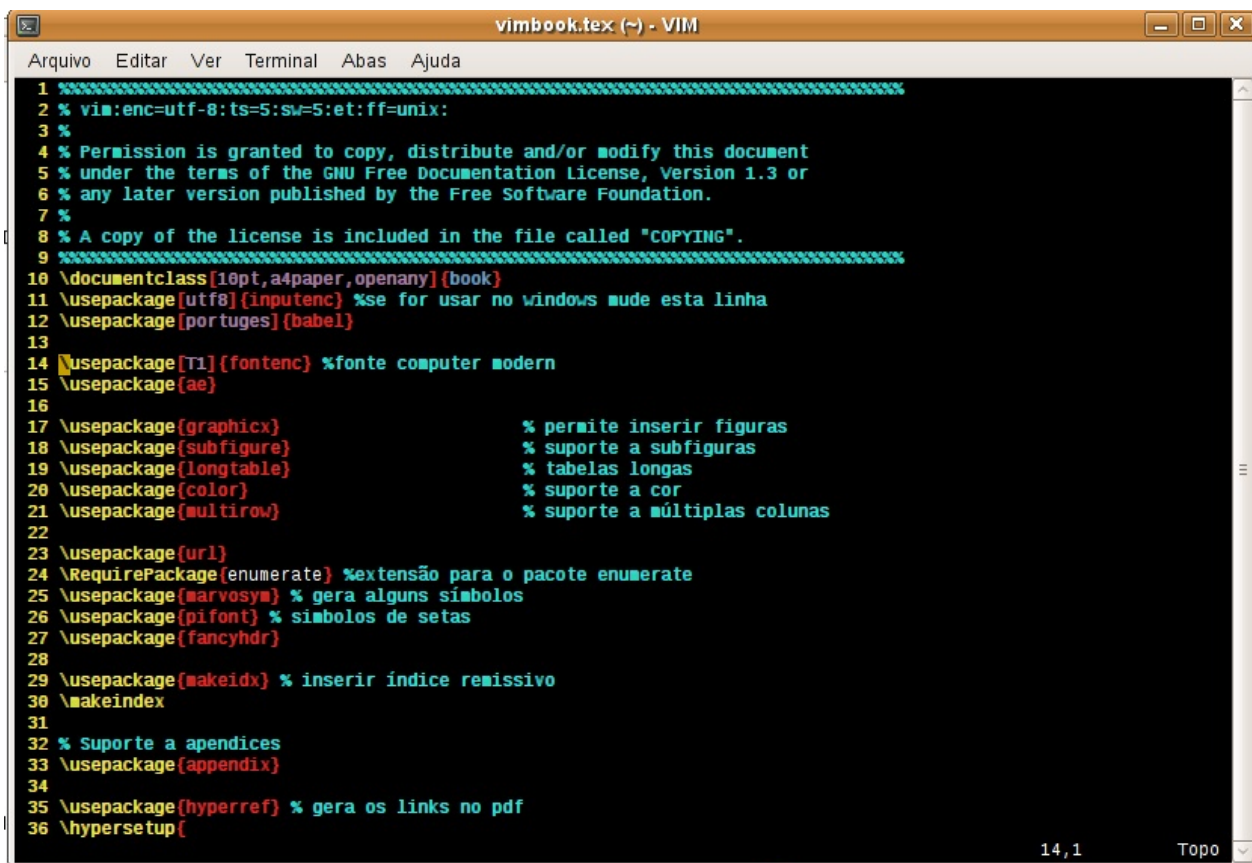 vimbook.tex (~) - VIM
Arquivo Editar Ver Terminal Abas Ajuda
1 %%%%%%%%%%%%%%%%%%%%%%%%%%%%%%%%%%%%%%%%%%%%%%%%%%%%%%%%%%%%%%%%%%%%%%%%%%%%%%%%
2 % vim:enc=utf-8:ts=5:sw=5:et:ff=unix:
3 %
4 % Permission is granted to copy, distribute and/or modify this document
5 % under the terms of the GNU Free Documentation License, Version 1.3 or
6 % any later version published by the Free Software Foundation.
7 %
8 % A copy of the license is included in the file called "COPYING".
9 %%%%%%%%%%%%%%%%%%%%%%%%%%%%%%%%%%%%%%%%%%%%%%%%%%%%%%%%%%%%%%%%%%%%%%%%%%%%%%%%
10 \documentclass[10pt,a4paper,openany]{book}
11 \usepackage[utf8]{inputenc} %se for usar no windows mude esta linha
12 \usepackage[portuges]{babel}
13
14 \usepackage[T1]{fontenc} %fonte computer modern
15 \usepackage{ae}
16
17 \usepackage{graphicx} % permite inserir figuras
18 \usepackage{subfigure} % suporte a subfiguras
19 \usepackage{longtable} % tabelas longas
20 \usepackage{color} % suporte a cor
21 \usepackage{multirow} % suporte a múltiplas colunas
22
23 \usepackage{url}
24 \RequirePackage{enumerate} %extensão para o pacote enumerate
25 \usepackage{marvosym} % gera alguns símbolos
26 \usepackage{pifont} % simbolos de setas
27 \usepackage{fancyhdr}
28
29 \usepackage{makeidx} % inserir índice remissivo
30 \makeindex
31
32 % Suporte a apendices
33 \usepackage{appendix}
34
35 \usepackage{hyperref} % gera os links no pdf
36 \hypersetup{
14,1 Topo